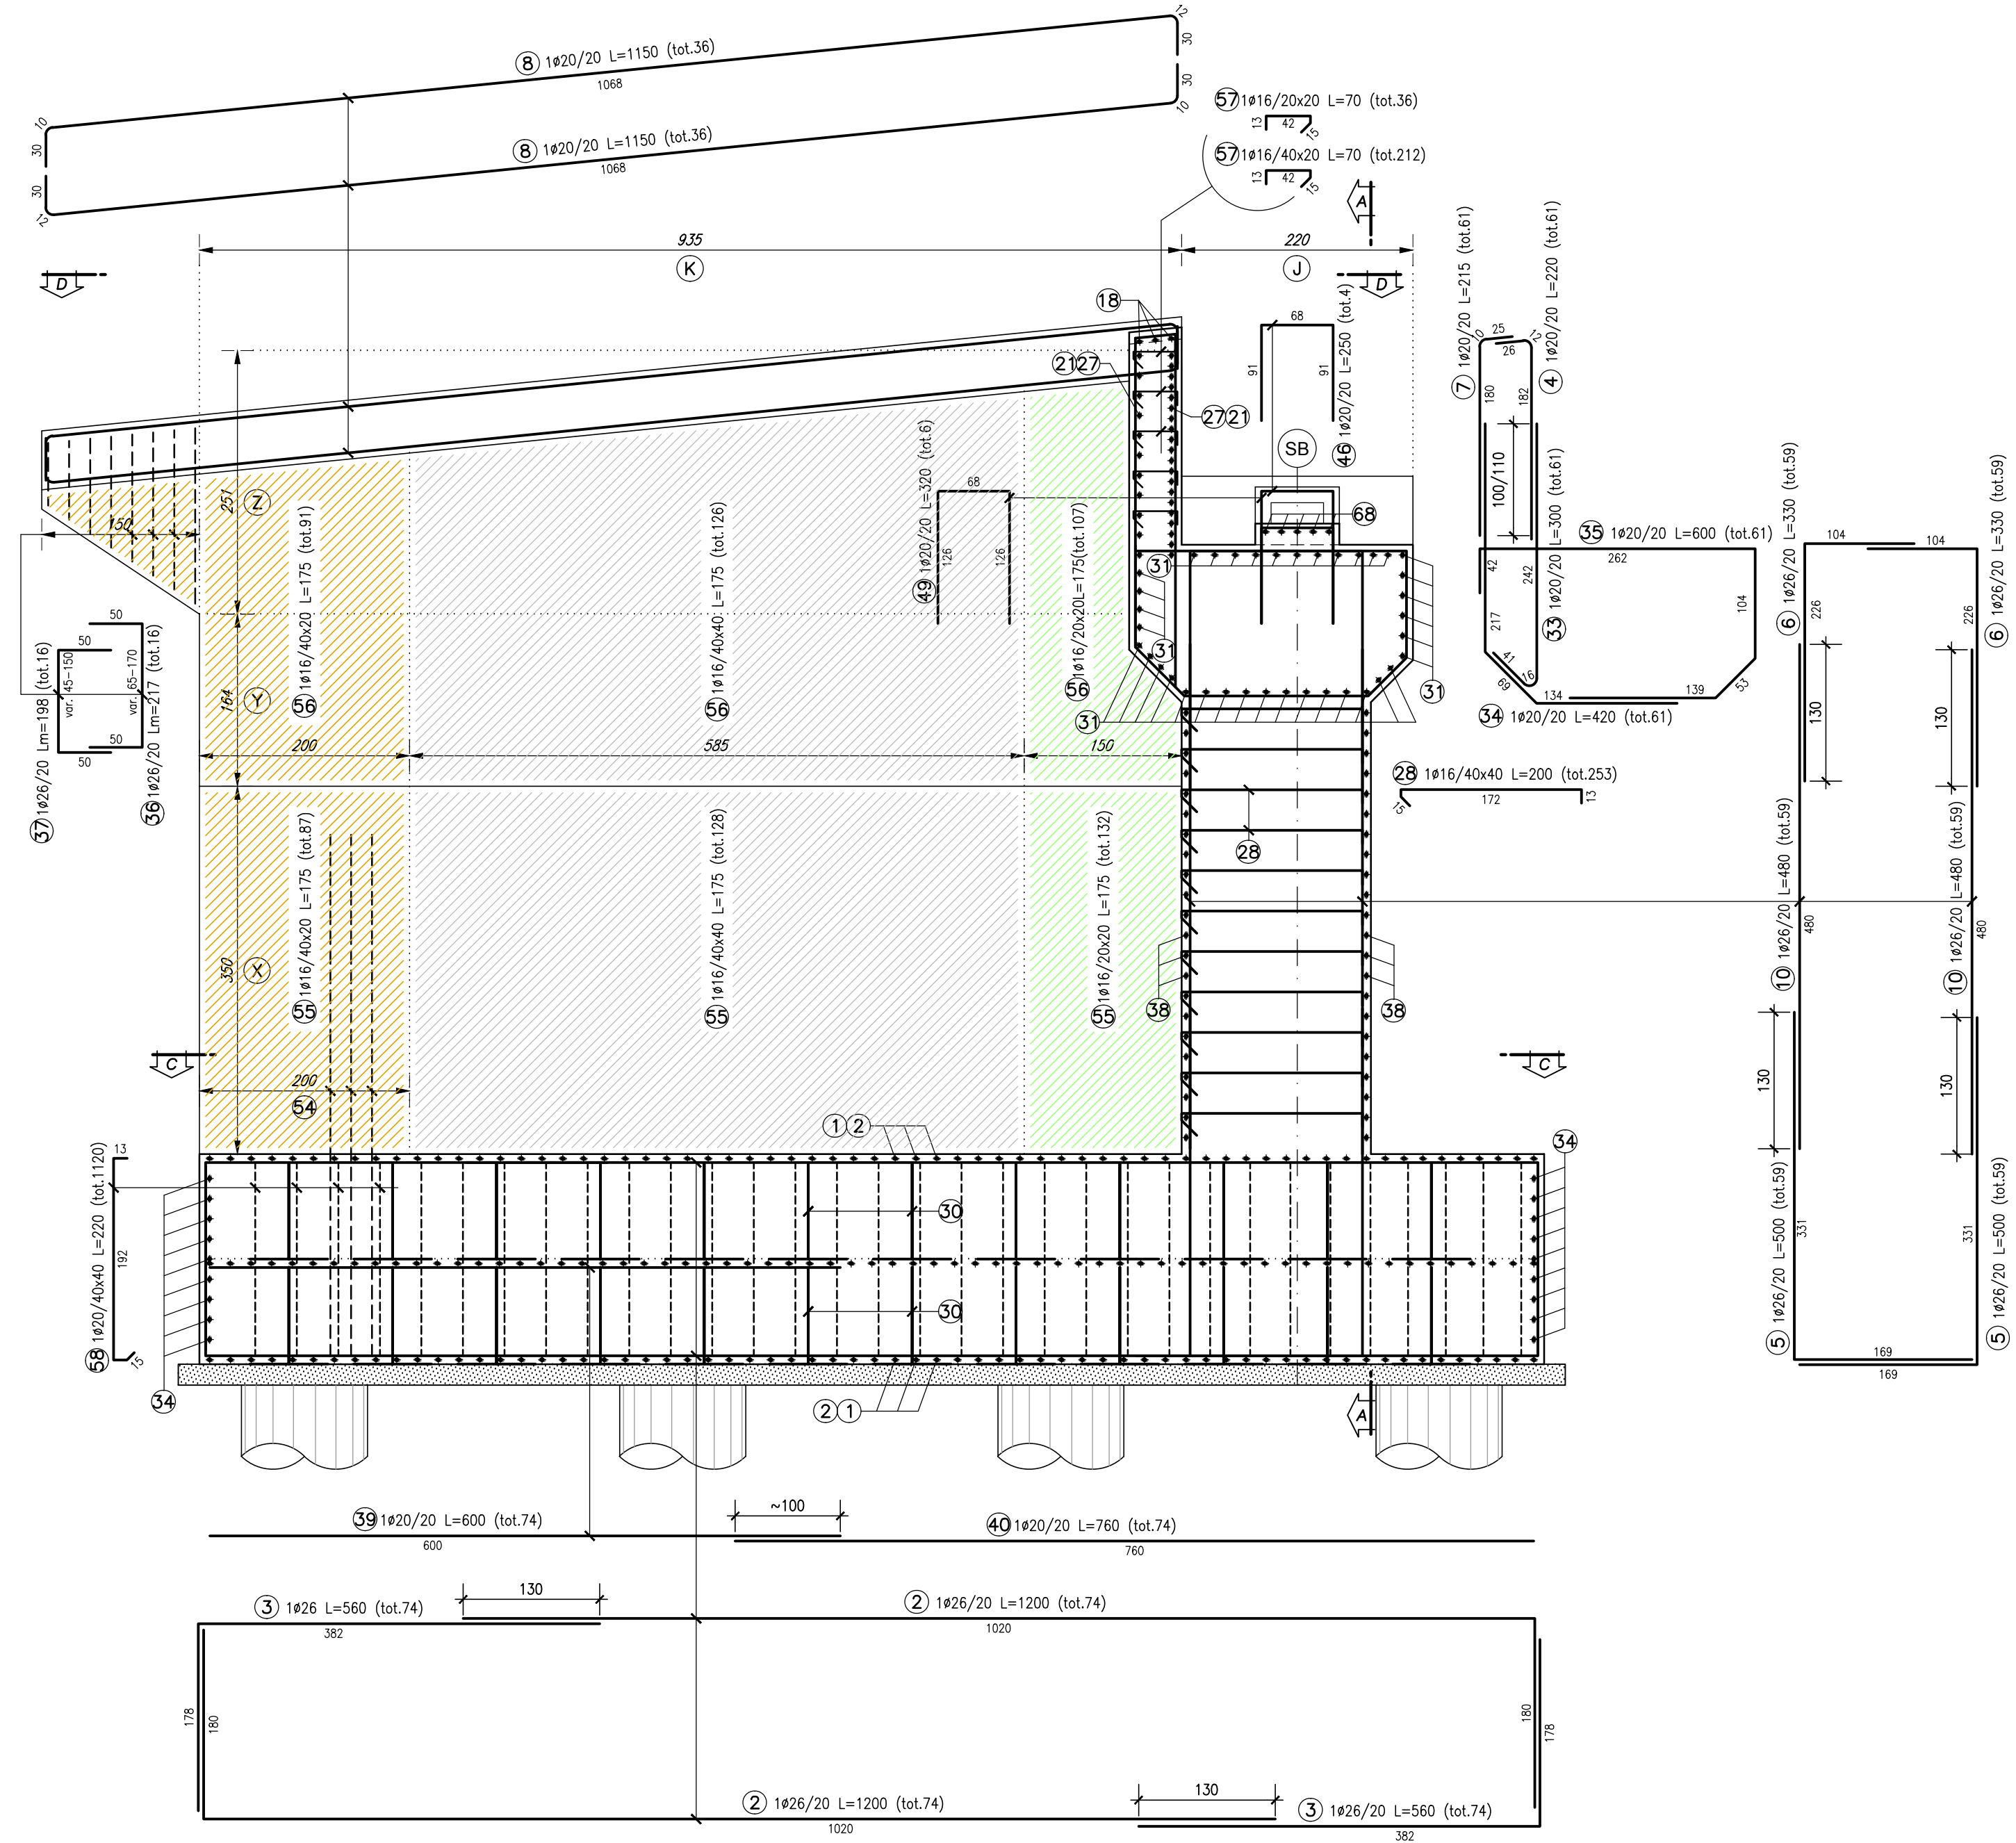 12
30
8 1ø20/20 L=1150 (tot.36)
1068
30
10
10
30
8 1ø20/20 L=1150 (tot.36)
1068
30
12
57 1ø16/20x20 L=70 (tot.36)
13 42 15
57 1ø16/40x20 L=70 (tot.212)
13 42 15
A
935
220
K
J
D
D
18
21 27
27 21
68
91
91
46 1ø20/20 L=250 (tot.4)
SB
68
7 1ø20/20 L=215 (tot.61)
4 1ø20/20 L=220 (tot.61)
10 25 12
26
180
182
100/110
33 1ø20/20 L=300 (tot.61)
35 1ø20/20 L=600 (tot.61)
262
42
242
217
104
41
69
16
134
139
53
34 1ø20/20 L=420 (tot.61)
6 1ø26/20 L=330 (tot.59)
104
104
226
226
6 1ø26/20 L=330 (tot.59)
130
130
10 1ø26/20 L=480 (tot.59)
480
10 1ø26/20 L=480 (tot.59)
480
130
130
5 1ø26/20 L=500 (tot.59)
331
331
5 1ø26/20 L=500 (tot.59)
169
169
251
Z
150
164
Y
350
X
56 1ø16/40x20 L=175 (tot.91)
56 1ø16/40x40 L=175 (tot.126)
49 1ø20/20 L=320 (tot.6)
68
126
126
56 1ø16/20x20L=175(tot.107)
31
31
31
31
200
585
150
50
50
var. 45-150
var. 65-170
50
50
37 1ø26/20 Lm=198 (tot.16)
36 1ø26/20 Lm=217 (tot.16)
28 1ø16/40x40 L=200 (tot.253)
15 172 13
28
55 1ø16/40x20 L=175 (tot.87)
55 1ø16/40x40 L=175 (tot.128)
55 1ø16/20x20 L=175 (tot.132)
38
38
C
C
200
54
1 2
34
58 1ø20/40x40 L=220 (tot.1120)
13
192
15
30
30
34
2 1
A
39 1ø20/20 L=600 (tot.74)
600
~100
40 1ø20/20 L=760 (tot.74)
760
3 1ø26 L=560 (tot.74)
382
130
2 1ø26/20 L=1200 (tot.74)
1020
178
180
180
178
2 1ø26/20 L=1200 (tot.74)
1020
130
3 1ø26/20 L=560 (tot.74)
382